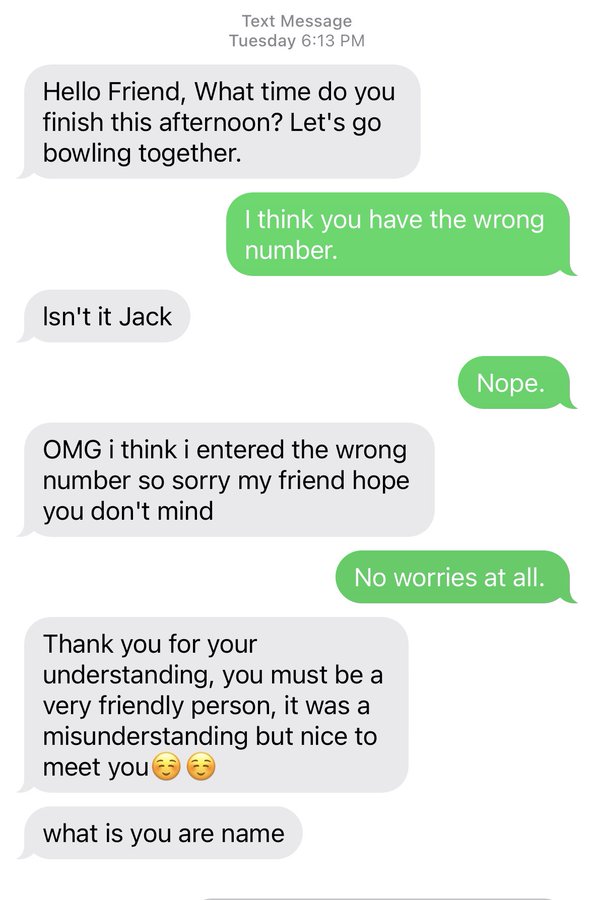 Text Message
Tuesday 6:13 PM
Hello Friend, What time do you
finish this afternoon? Let's go
bowling together.
I think you have the wrong
number.
Isn't it Jack
Nope.
OMG i think i entered the wrong
number so sorry my friend hope
you don't mind
No worries at all.
Thank you for your
understanding, you must be a
very friendly person, it was a
misunderstanding but nice to
meet you☺️☺️
what is you are name